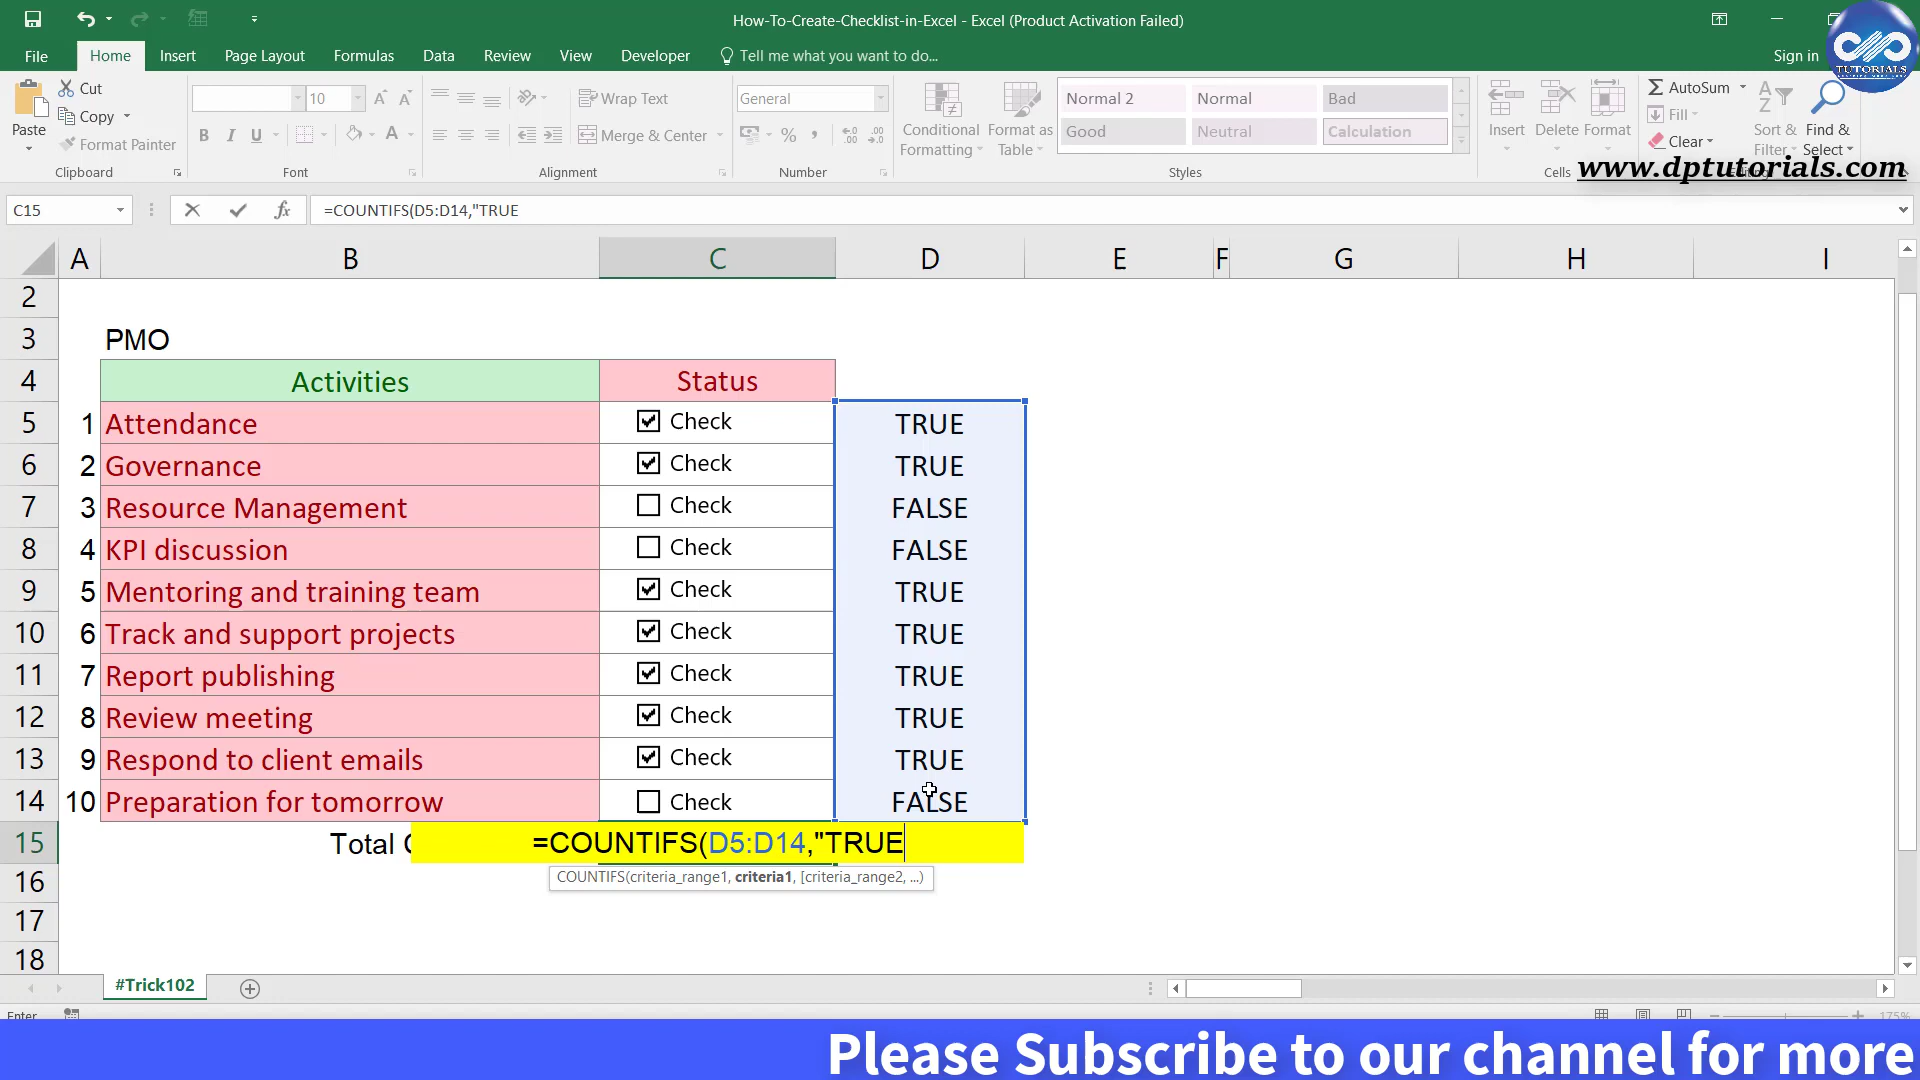 How-To-Create-Checklist-in-Excel - Excel (Product Activation Failed)
File Home Insert Page Layout Formulas Data Review View Developer Tell me what you want to do... Sign in
TUTORIALS
Paste Cut Copy Format Painter
10
Wrap Text
Merge & Center
General
Conditional Formatting Format as Table
Normal 2 Normal Bad
Good Neutral Calculation
Insert Delete Format
AutoSum
Fill
Clear
Sort & Filter Find & Select
Clipboard Font Alignment Number Styles Cells Editing
www.dptutorials.com
C15 fx =COUNTIFS(D5:D14,"TRUE
A B C D E F G H I
2
3 PMO
4 Activities Status
5 1 Attendance Check TRUE
6 2 Governance Check TRUE
7 3 Resource Management Check FALSE
8 4 KPI discussion Check FALSE
9 5 Mentoring and training team Check TRUE
10 6 Track and support projects Check TRUE
11 7 Report publishing Check TRUE
12 8 Review meeting Check TRUE
13 9 Respond to client emails Check TRUE
14 10 Preparation for tomorrow Check FALSE
15 Total =COUNTIFS(D5:D14,"TRUE
COUNTIFS(criteria_range1, criteria1, [criteria_range2, ...)
16
17
18
#Trick102
Enter 175%
Please Subscribe to our channel for more